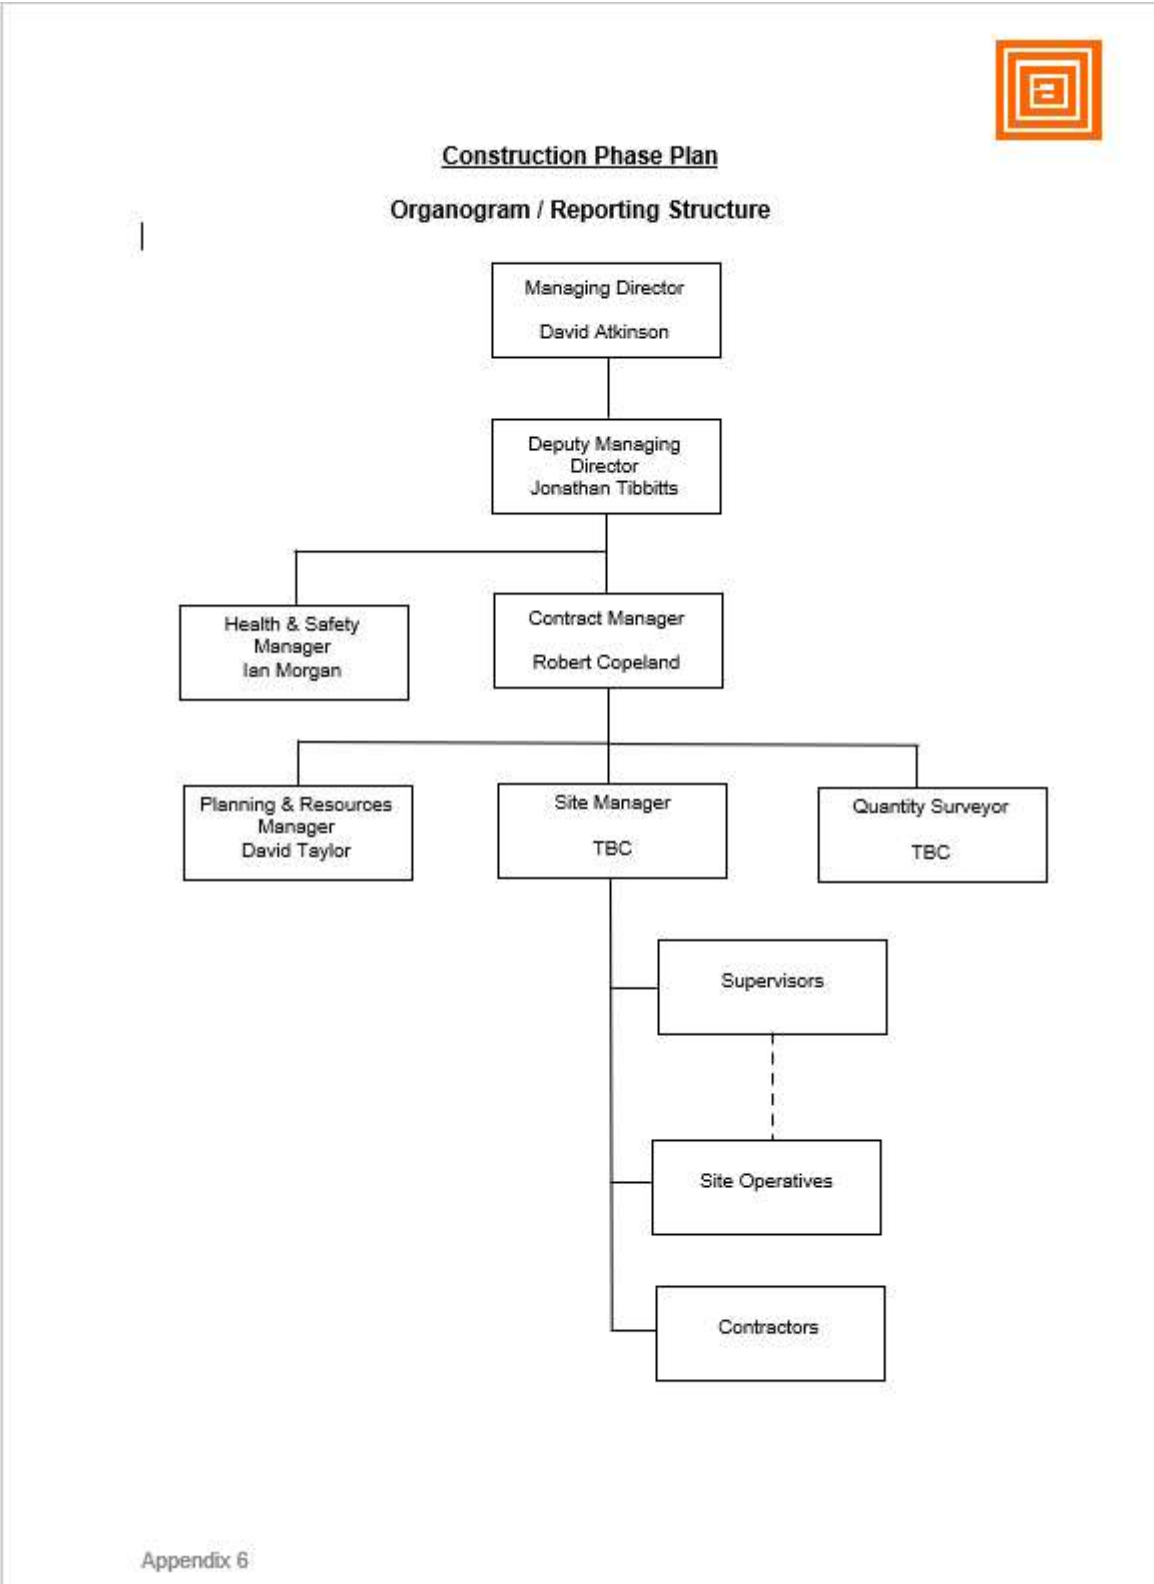 a
Construction Phase Plan
Organogram / Reporting Structure
Managing Director
David Atkinson
Deputy Managing
Director
Jonathan Tibbitts
Health & Safety
Manager
Ian Morgan
Contract Manager
Robert Copeland
Planning & Resources
Manager
David Taylor
Site Manager
TBC
Quantity Surveyor
TBC
Supervisors
Site Operatives
Contractors
Appendix 6